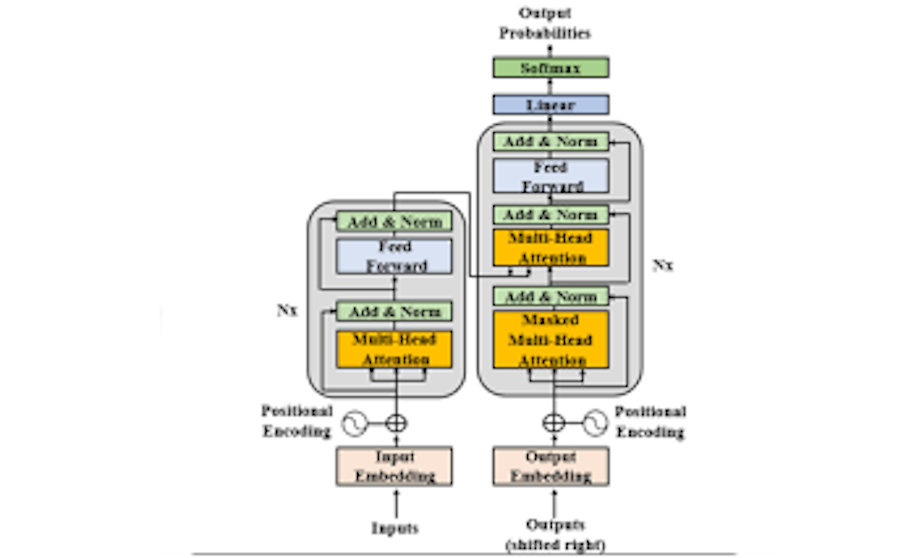 Output
Probabilities
Softmax
Linear
Add & Norm
Feed
Forward
Add & Norm
Multi-Head
Attention
Nx
Add & Norm
Masked
Multi-Head
Attention
Positional
Encoding
Output
Embedding
Outputs
(shifted right)
Add & Norm
Feed
Forward
Nx
Add & Norm
Multi-Head
Attention
Positional
Encoding
Input
Embedding
Inputs